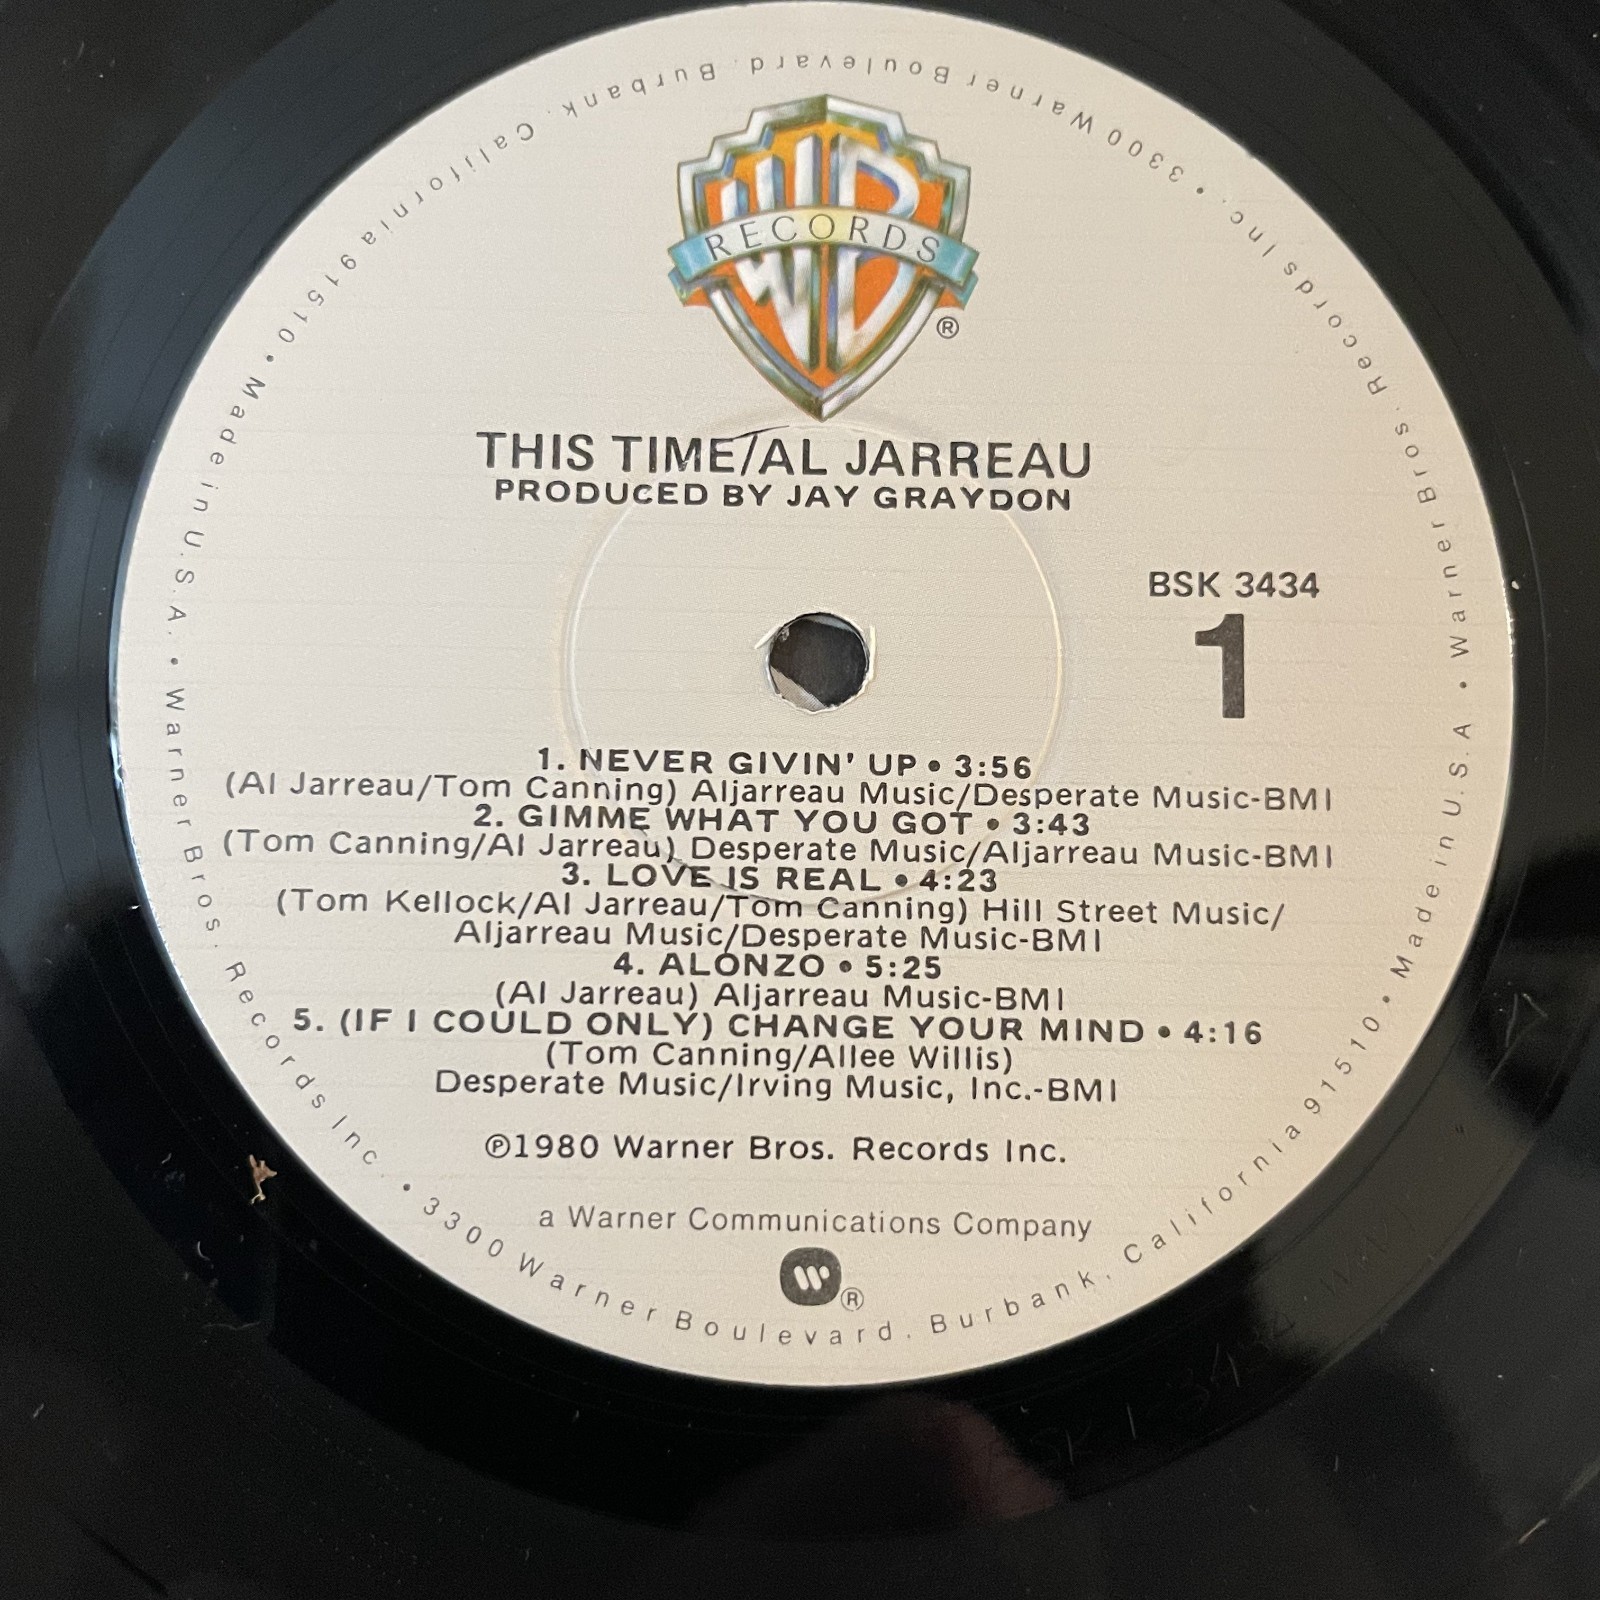 WB
RECORDS
®
THIS TIME/AL JARREAU
PRODUCED BY JAY GRAYDON
BSK 3434
1
1. NEVER GIVIN' UP • 3:56
(Al Jarreau/Tom Canning) Aljarreau Music/Desperate Music-BMI
2. GIMME WHAT YOU GOT • 3:43
(Tom Canning/Al Jarreau) Desperate Music/Aljarreau Music-BMI
3. LOVE IS REAL • 4:23
(Tom Kellock/Al Jarreau/Tom Canning) Hill Street Music/
Aljarreau Music/Desperate Music-BMI
4. ALONZO • 5:25
(Al Jarreau) Aljarreau Music-BMI
5. (IF I COULD ONLY) CHANGE YOUR MIND • 4:16
(Tom Canning/Allee Willis)
Desperate Music/Irving Music, Inc.-BMI
℗1980 Warner Bros. Records Inc.
a Warner Communications Company
W®
Warner Bros. Records Inc. • 3300 Warner Boulevard. Burbank. California 91510 • Made in U.S.A. • Warner Bros. Records Inc. • 3300 Warner Boulevard. Burbank. California 91510 • Made in U.S.A •